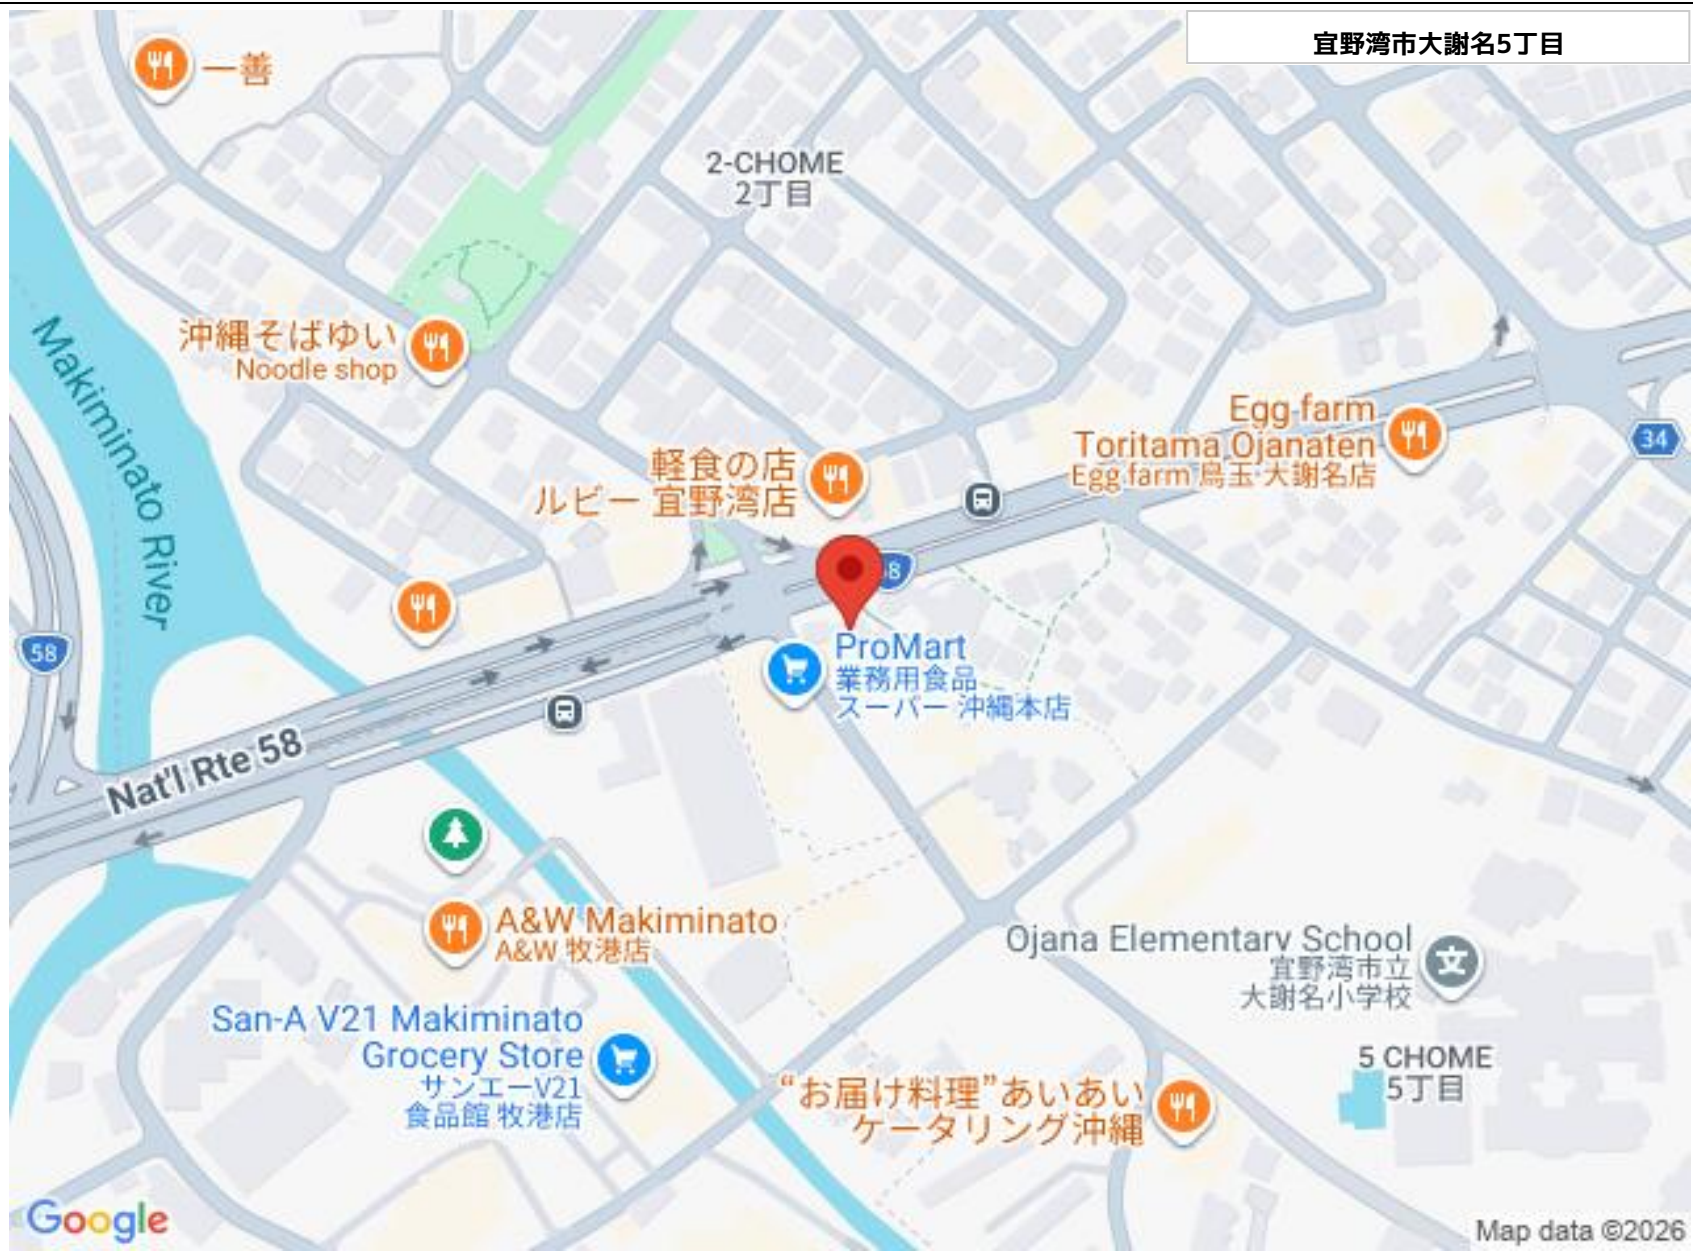 宜野湾市大謝名5丁目
一善
2-CHOME
2丁目
Makiminato River
沖縄そばゆい
Noodle shop
Egg farm
Toritama Ojanaten
Egg farm 鳥玉 大謝名店
34
軽食の店
ルビー 宜野湾店
58
ProMart
業務用食品
スーパー 沖縄本店
Nat'l Rte 58
A&W Makiminato
A&W 牧港店
Ojana Elementary School
宜野湾市立
大謝名小学校
文
San-A V21 Makiminato
Grocery Store
サンエーV21
食品館 牧港店
5 CHOME
5丁目
“お届け料理”あいあい
ケータリング沖縄
Google
Map data ©2026